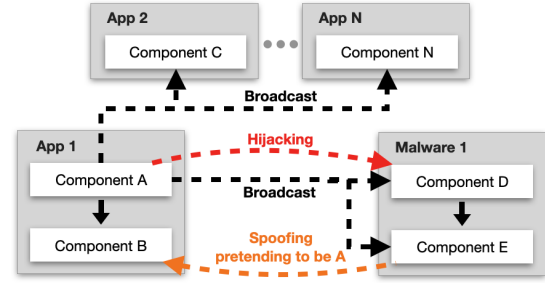 App 2
App N
Component C
Component N
Broadcast
App 1
Hijacking
Malware 1
Component A
Component D
Broadcast
Component B
Spoofing
pretending to be A
Component E